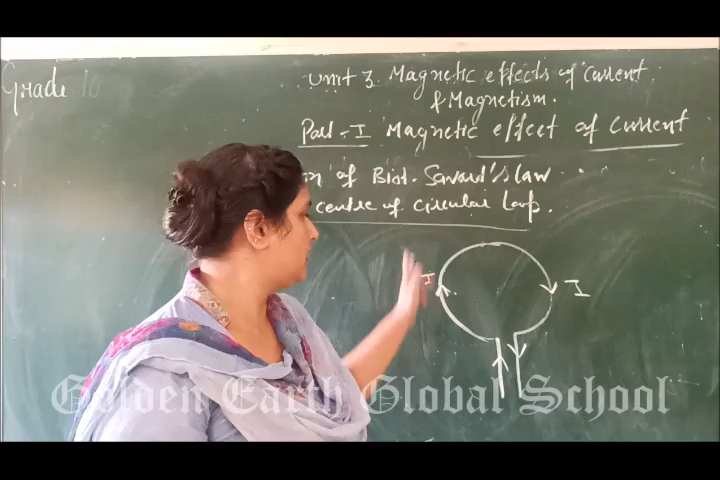 Grade 10
Unit 3. Magnetic effects of Current
& Magnetism.
Part-I Magnetic effect of Current
of Biot. Savard's law
centre of Circular Loop.
I
I
Golden Earth Global School